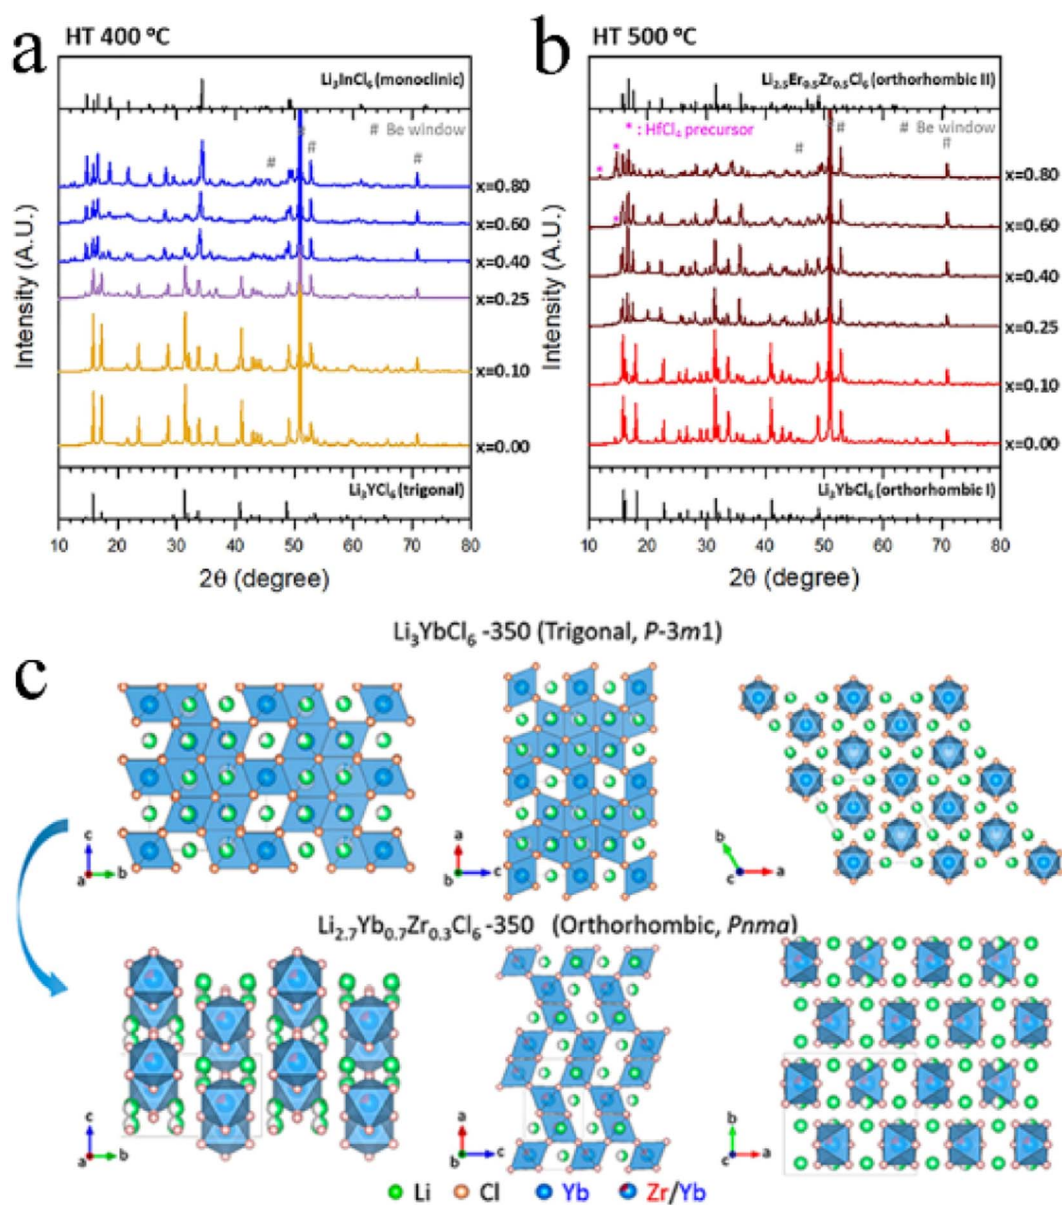 a HT 400 °C
Li3InCl6 (monoclinic)
# Be window
#
#
#
#
x=0.80
x=0.60
x=0.40
x=0.25
x=0.10
x=0.00
Li3YCl6 (trigonal)
Intensity (A.U.)
10 20 30 40 50 60 70 80
2θ (degree)
b HT 500 °C
Li2.5Er0.5Zr0.5Cl6 (orthorhombic II)
* : HfCl4 precursor
# Be window
#
#
#
#
*
*
*
x=0.80
x=0.60
x=0.40
x=0.25
x=0.10
x=0.00
Li3YbCl6 (orthorhombic I)
Intensity (A.U.)
10 20 30 40 50 60 70 80
2θ (degree)
Li3YbCl6 -350 (Trigonal, P-3m1)
c
c
a b
a
b c
b
c a
Li2.7Yb0.7Zr0.3Cl6 -350 (Orthorhombic, Pnma)
c
a b
a
b c
b
c a
Li Cl Yb Zr/Yb